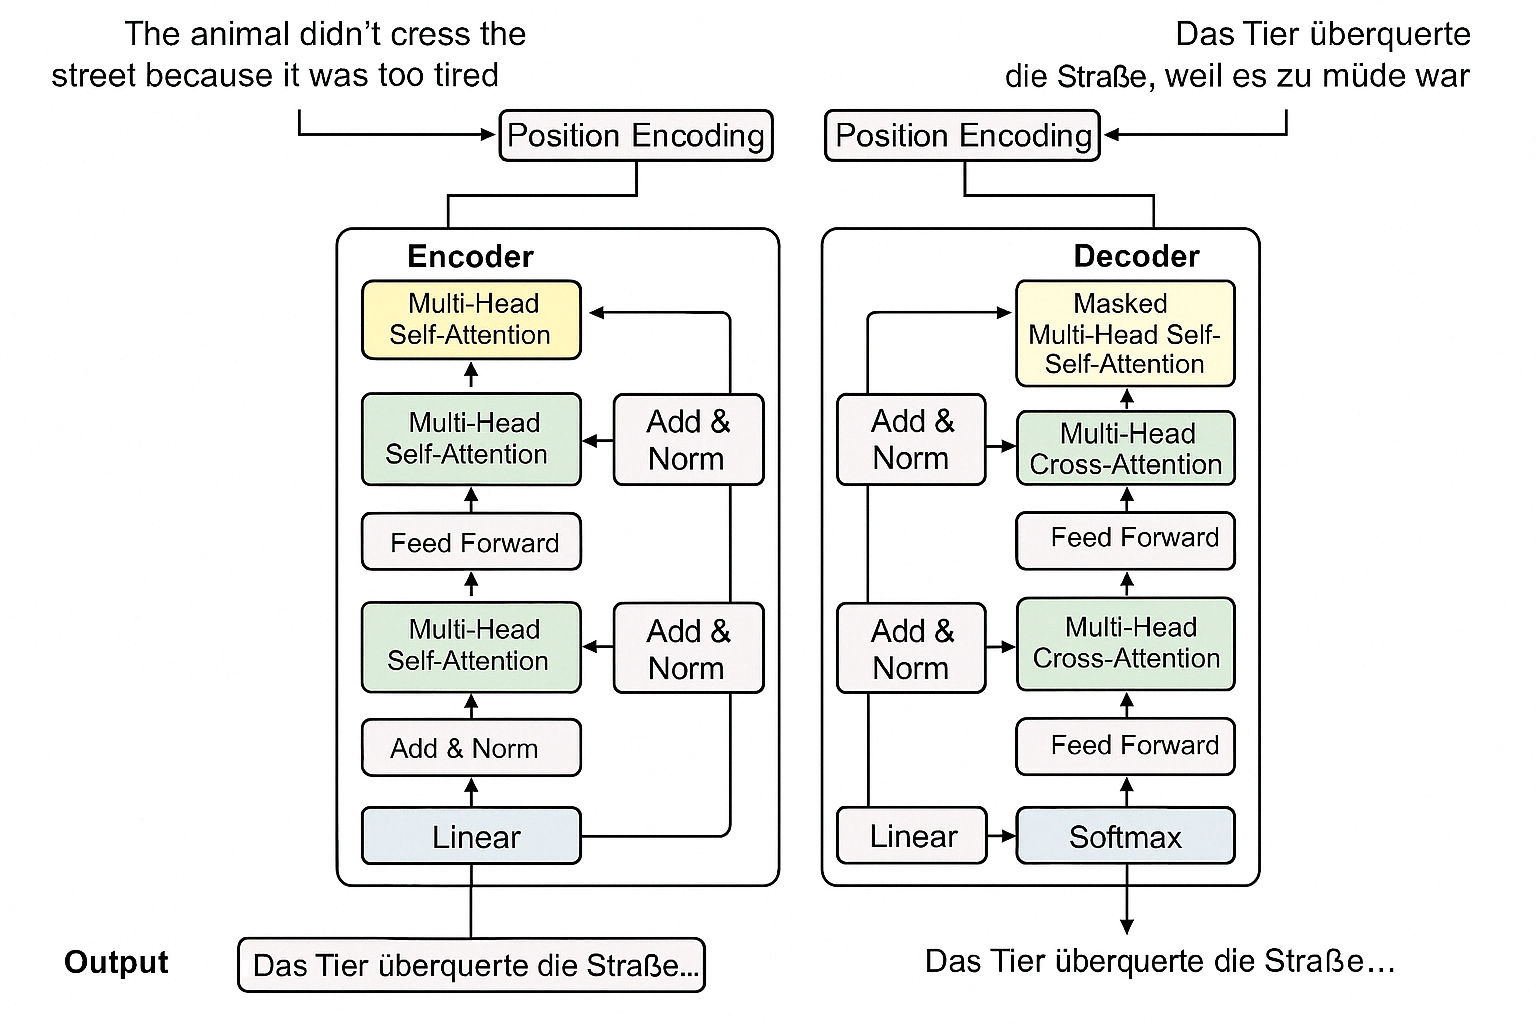 The animal didn’t cress the
street because it was too tired
Das Tier überquerte
die Straße, weil es zu müde war
Position Encoding
Position Encoding
Encoder
Multi-Head
Self-Attention
Multi-Head
Self-Attention
Add &
Norm
Feed Forward
Multi-Head
Self-Attention
Add &
Norm
Add & Norm
Linear
Decoder
Masked
Multi-Head Self-
Self-Attention
Add &
Norm
Multi-Head
Cross-Attention
Feed Forward
Add &
Norm
Multi-Head
Cross-Attention
Feed Forward
Linear
Softmax
Output
Das Tier überquerte die Straße...
Das Tier überquerte die Straße...